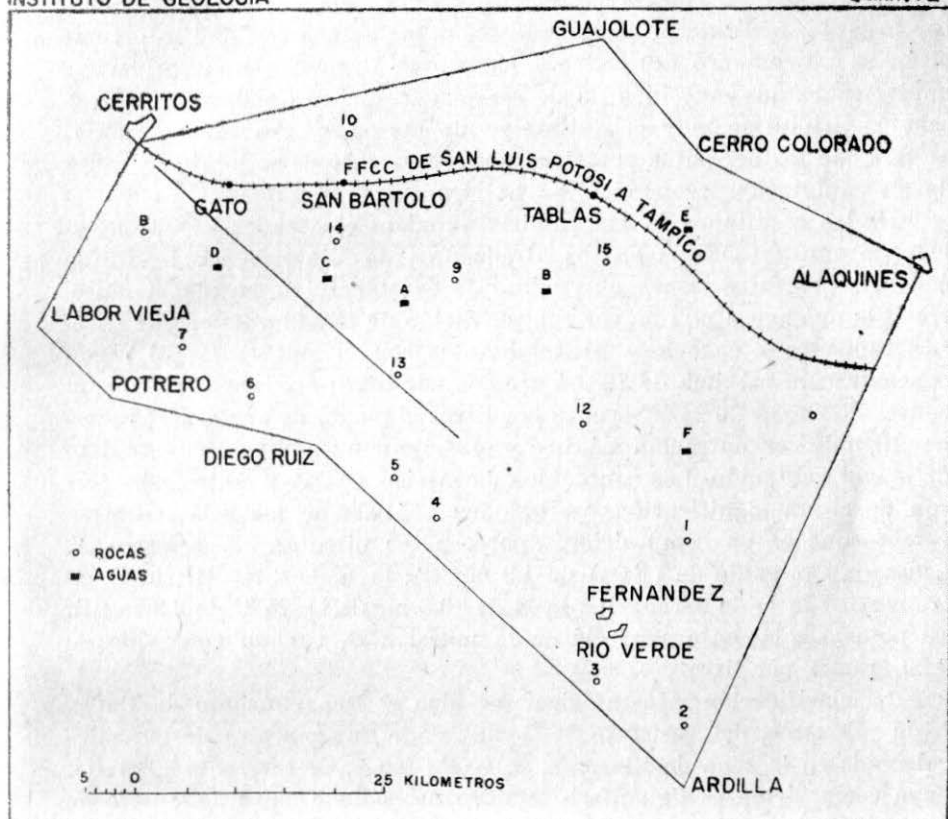 INSTITUTO DE GEOLOGIA
GUAJOLOTE
CERRITOS
10
CERRO COLORADO
FFCC DE SAN LUIS POTOSI A TAMPICO
GATO
SAN BARTOLO
TABLAS
E
B
14
15
ALAQUINES
D
C
9
B
A
LABOR VIEJA
7
13
POTRERO
6
12
DIEGO RUIZ
F
5
4
1
○ ROCAS
■ AGUAS
FERNANDEZ
RIO VERDE
3
2
5 0 25 KILOMETROS
ARDILLA